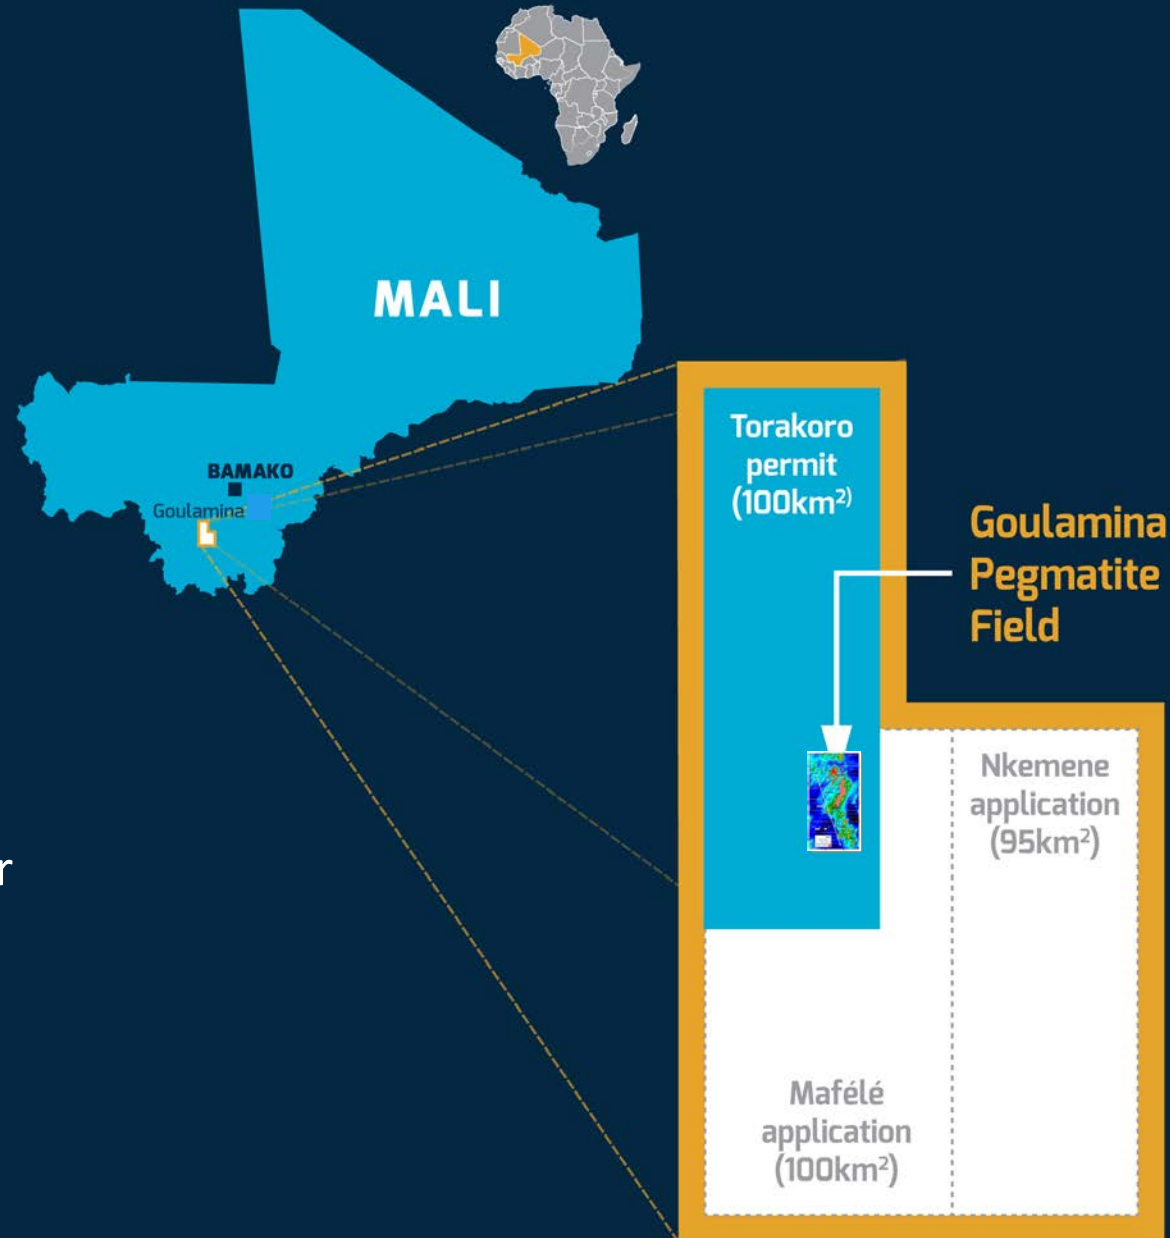 MALI
BAMAKO
Goulamina
Torakoro
permit
(100km²)
Goulamina
Pegmatite
Field
Nkemene
application
(95km²)
r
Mafélé
application
(100km²)